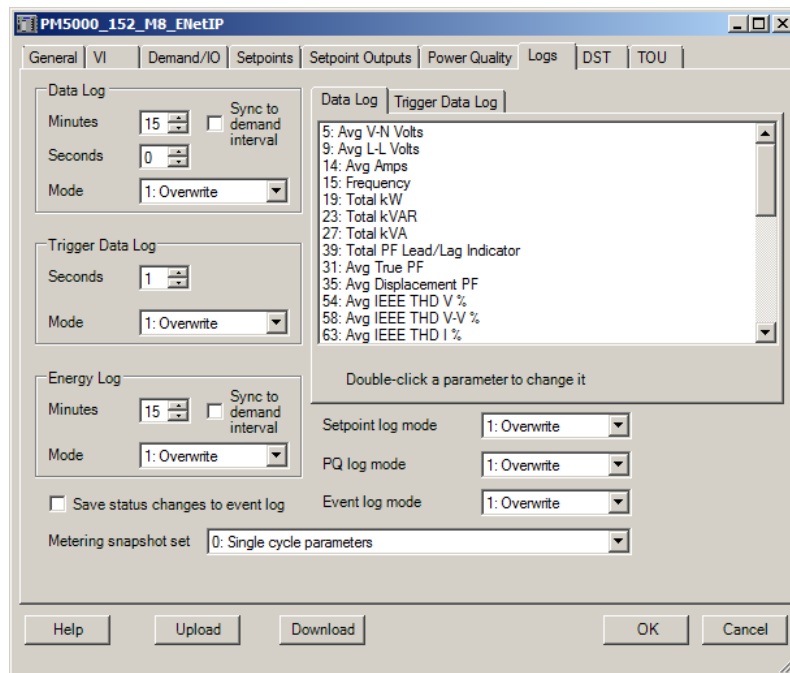 PM5000_152_M8_ENetIP
General VI Demand/IO Setpoints Setpoint Outputs Power Quality Logs DST TOU
Data Log
Minutes 15 Sync to demand interval
Seconds 0
Mode 1: Overwrite
Trigger Data Log
Seconds 1
Mode 1: Overwrite
Energy Log
Minutes 15 Sync to demand interval
Mode 1: Overwrite
Save status changes to event log
Data Log Trigger Data Log
5: Avg V-N Volts
9: Avg L-L Volts
14: Avg Amps
15: Frequency
19: Total kW
23: Total kVAR
27: Total kVA
39: Total PF Lead/Lag Indicator
31: Avg True PF
35: Avg Displacement PF
54: Avg IEEE THD V %
58: Avg IEEE THD V-V %
63: Avg IEEE THD I %
Double-click a parameter to change it
Setpoint log mode 1: Overwrite
PQ log mode 1: Overwrite
Event log mode 1: Overwrite
Metering snapshot set 0: Single cycle parameters
Help Upload Download OK Cancel